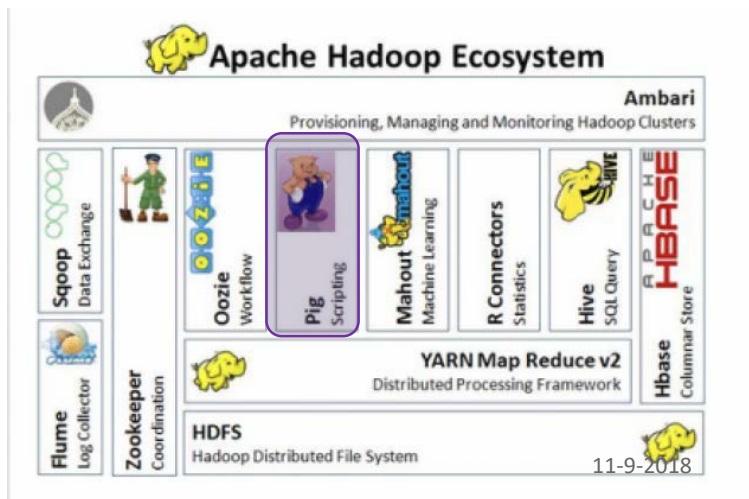 Apache Hadoop Ecosystem
Ambari
Provisioning, Managing and Monitoring Hadoop Clusters
Sqoop
Data Exchange
Flume
Log Collector
Zookeeper
Coordination
OOZIE
Oozie
Workflow
Pig
Scripting
mahout
Mahout
Machine Learning
R Connectors
Statistics
HIVE
Hive
SQL Query
APACHE
HBASE
Hbase
Columnar Store
YARN Map Reduce v2
Distributed Processing Framework
HDFS
Hadoop Distributed File System
11-9-2018